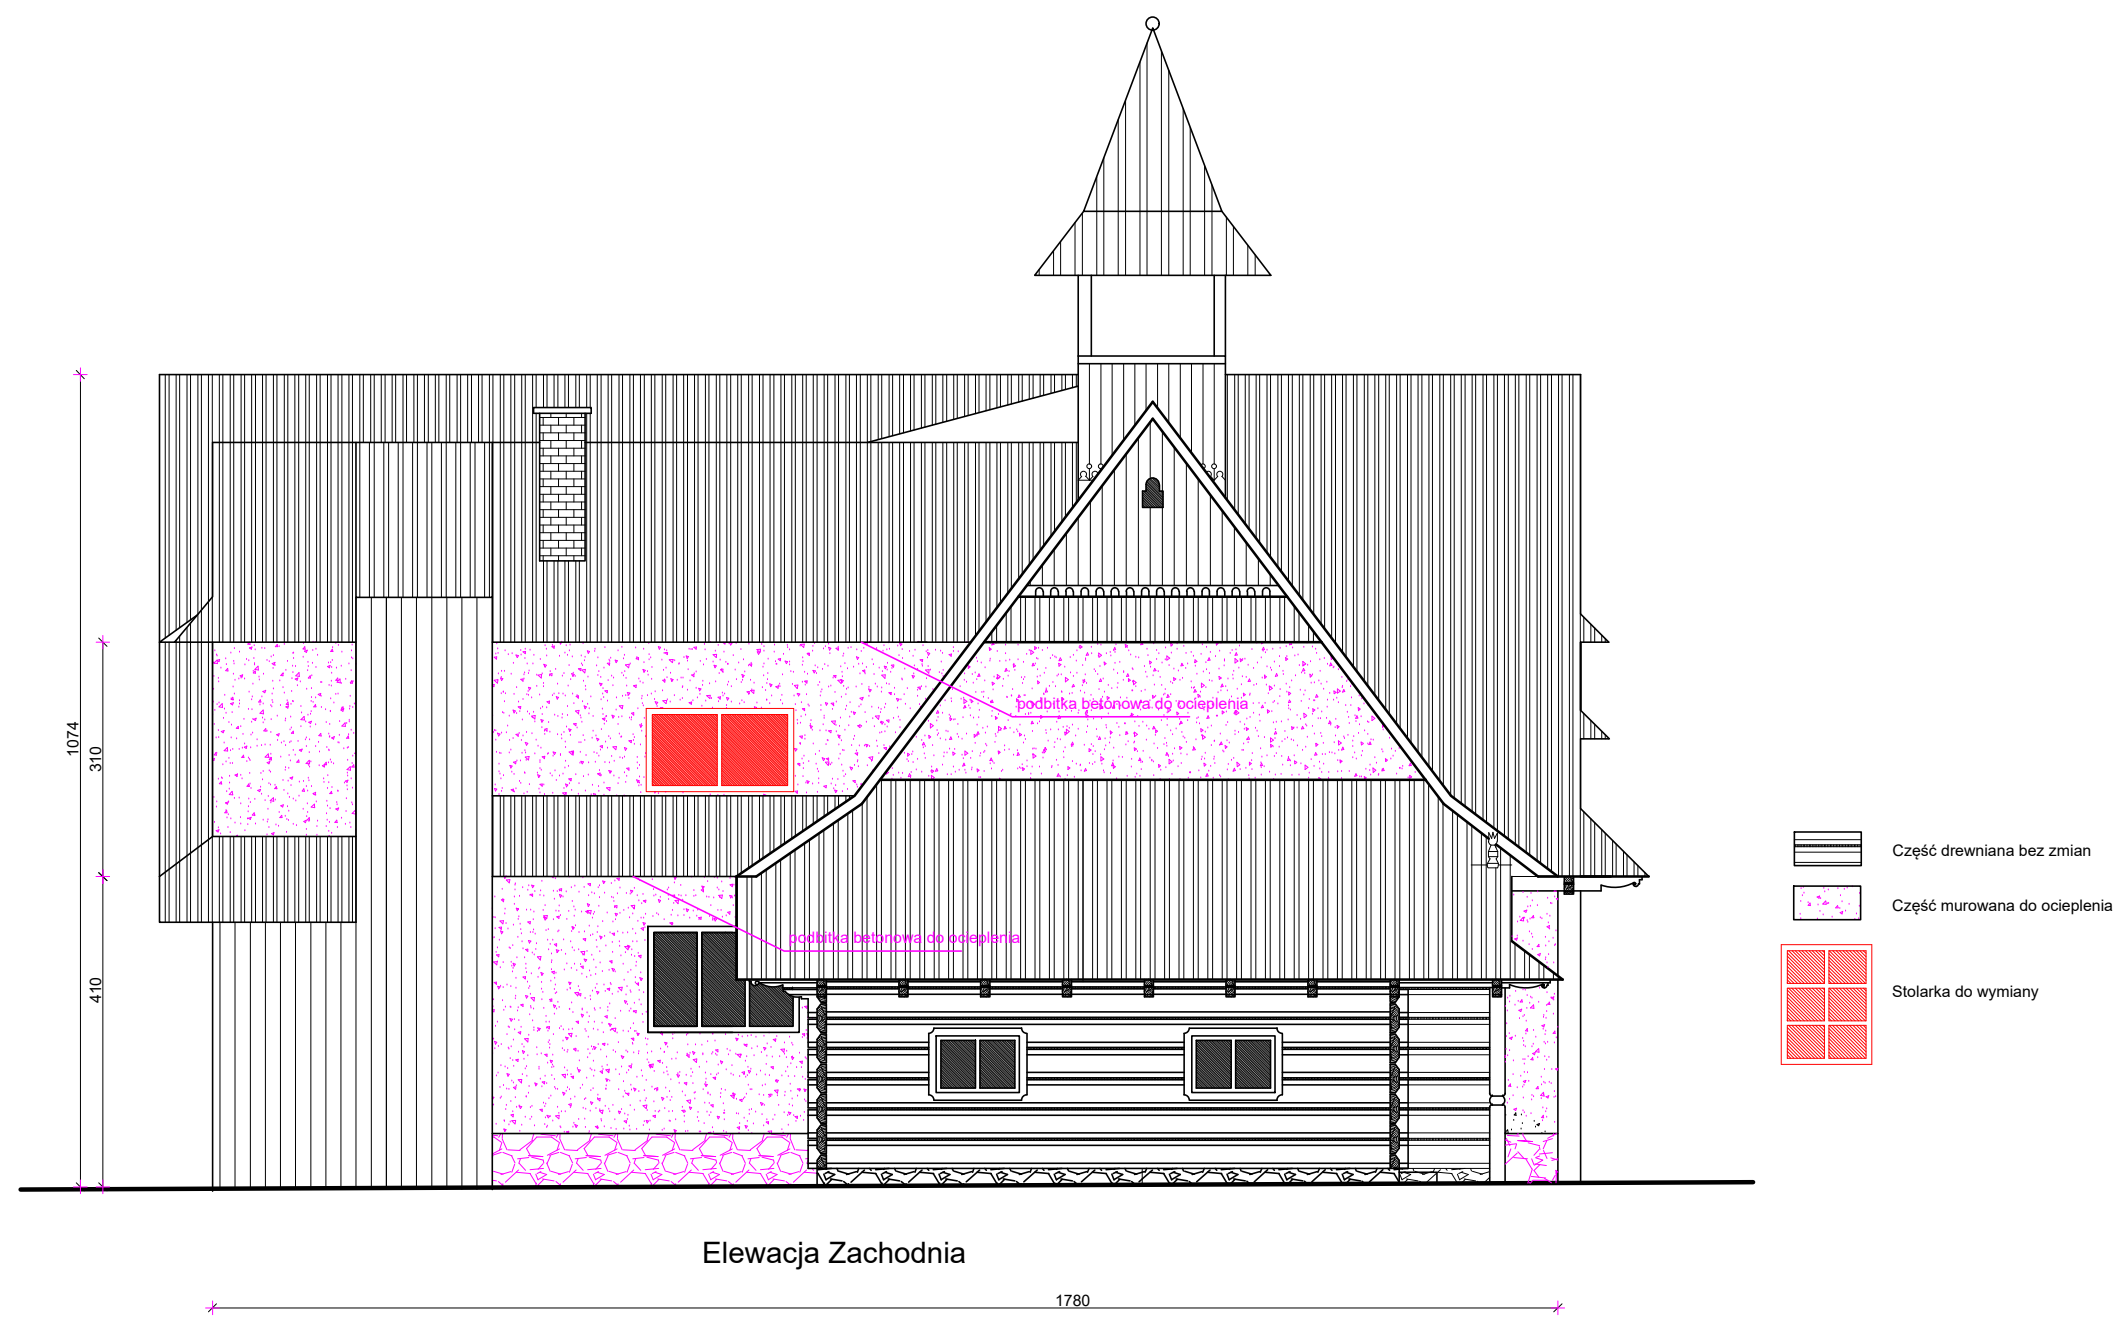 podbitka betonowa do ocieplenia
1074
310
Część drewniana bez zmian
Część murowana do ocieplenia
podbitka betonowa do ocieplenia
410
Stolarka do wymiany
Elewacja Zachodnia
1780